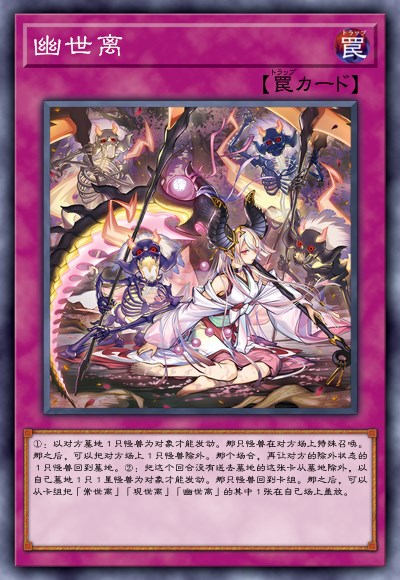 幽世离
トラップ
罠
トラップ
【罠カード】
①：以对方墓地１只怪兽为对象才能发动。那只怪兽在对方场上特殊召唤。
那之后，可以把对方场上１只怪兽除外。那个场合，再让对方的除外状态的
１只怪兽回到墓地。②：把这个回合没有送去墓地的这张卡从墓地除外，以
自己墓地１只１星怪兽为对象才能发动。那只怪兽回到卡组。那之后，可以
从卡组把「常世离」「现世离」「幽世离」的其中１张在自己场上盖放。